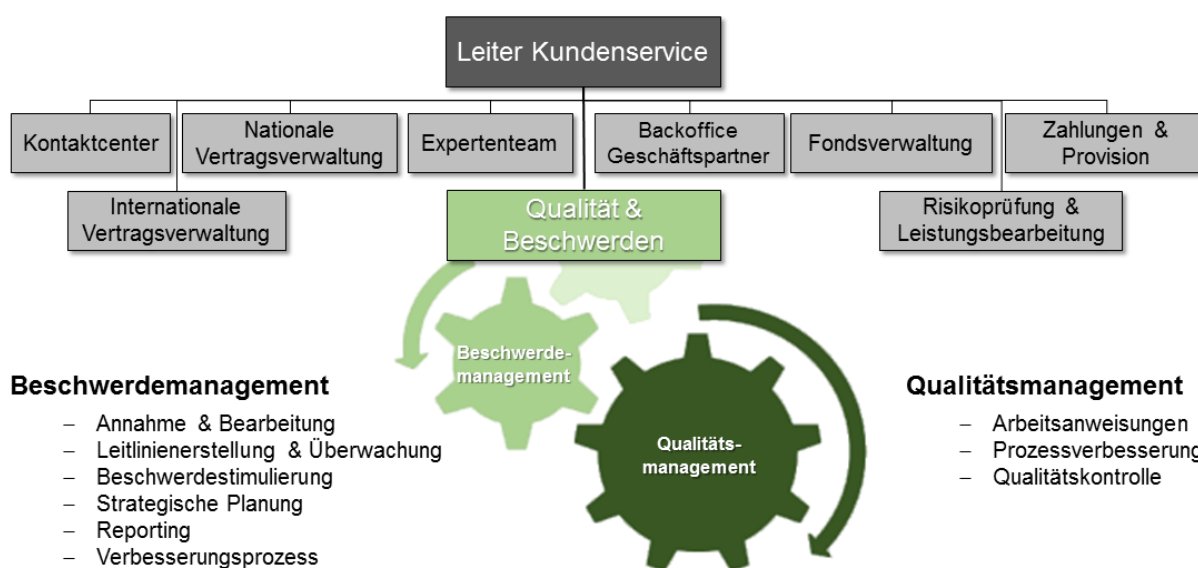 Leiter Kundenservice
Kontaktcenter
Nationale
Vertragsverwaltung
Expertenteam
Backoffice
Geschäftspartner
Fondsverwaltung
Zahlungen &
Provision
Internationale
Vertragsverwaltung
Qualität &
Beschwerden
Risikoprüfung &
Leistungsbearbeitung
Beschwerde-
management
Qualitäts-
management
Beschwerdemanagement
– Annahme & Bearbeitung
– Leitlinienerstellung & Überwachung
– Beschwerdestimulierung
– Strategische Planung
– Reporting
– Verbesserungsprozess
Qualitätsmanagement
– Arbeitsanweisungen
– Prozessverbesserung
– Qualitätskontrolle